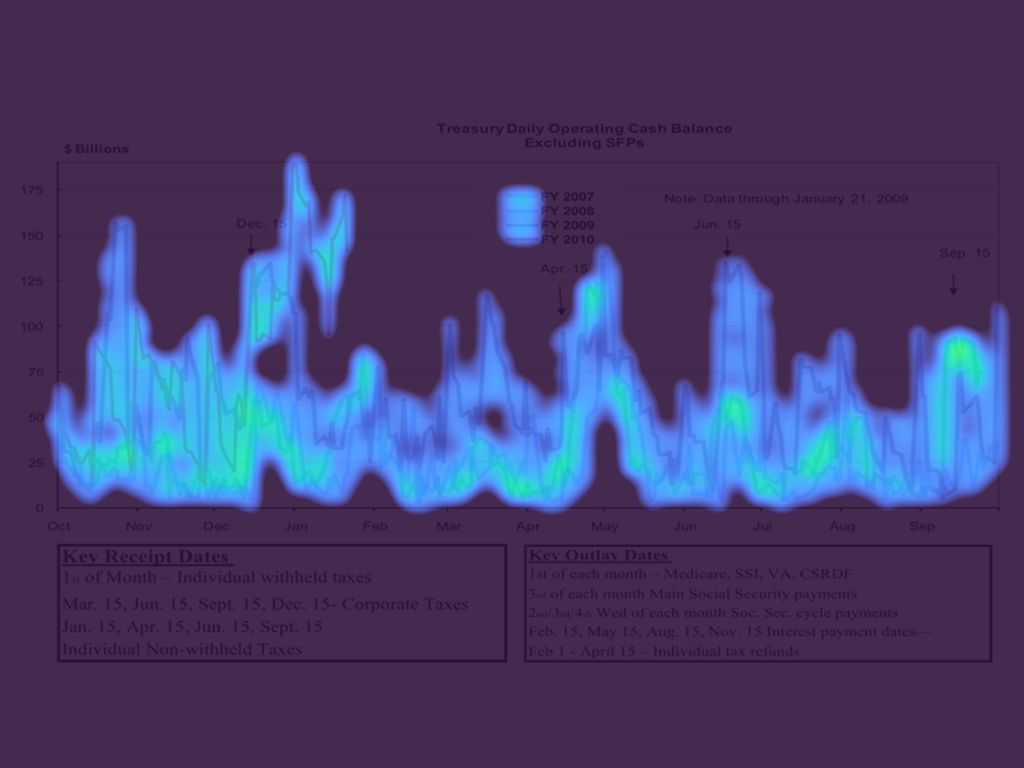 Treasury Daily Operating Cash Balance
Excluding SFPs
$ Billions
175
150
125
100
75
50
25
0
Dec. 15
FY 2007
FY 2008
FY 2009
FY 2010
Note: Data through January 21, 2009
Apr. 15
Jun. 15
Sep. 15
Oct Nov Dec Jan Feb Mar Apr May Jun Jul Aug Sep
Key Receipt Dates
1st of Month – Individual withheld taxes
Mar. 15, Jun. 15, Sept. 15, Dec. 15- Corporate Taxes
Jan. 15, Apr. 15, Jun. 15, Sept. 15
Individual Non-withheld Taxes
Key Outlay Dates
1st of each month – Medicare, SSI, VA, CSRDF
3rd of each month Main Social Security payments
2nd/3rd/4th Wed of each month Soc. Sec. cycle payments
Feb. 15, May 15, Aug. 15, Nov. 15 Interest payment dates—
Feb 1 - April 15 – Individual tax refunds